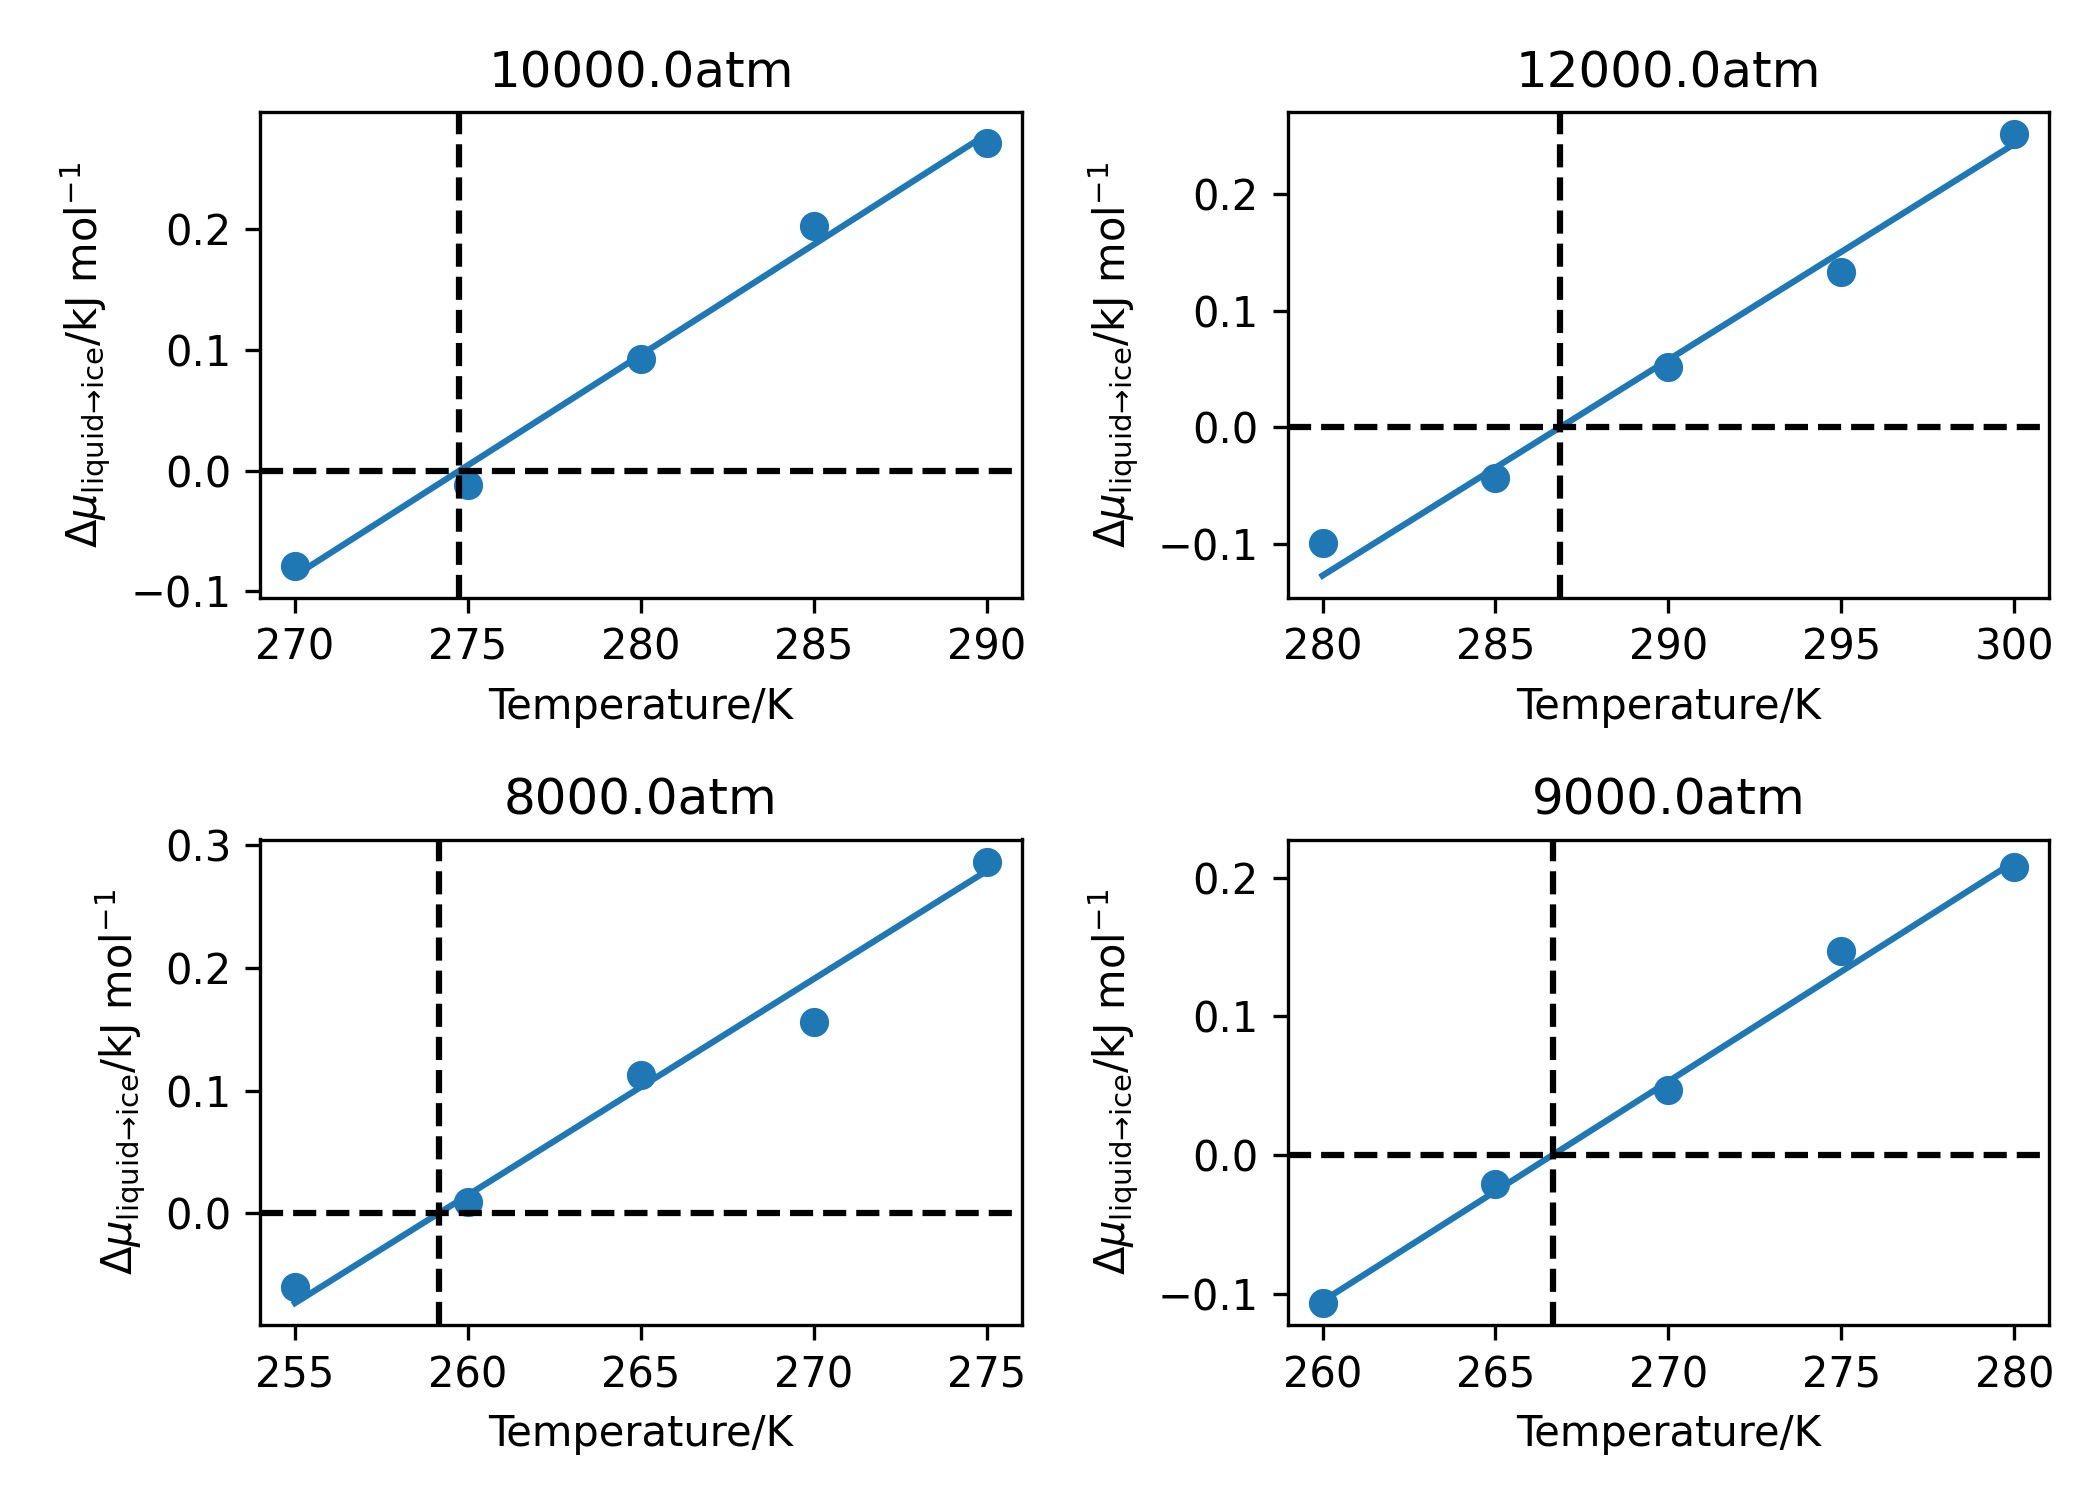 10000.0atm
Δμliquid→ice/kJ mol⁻¹
0.2
0.1
0.0
−0.1
270 275 280 285 290
Temperature/K
12000.0atm
Δμliquid→ice/kJ mol⁻¹
0.2
0.1
0.0
−0.1
280 285 290 295 300
Temperature/K
8000.0atm
Δμliquid→ice/kJ mol⁻¹
0.3
0.2
0.1
0.0
255 260 265 270 275
Temperature/K
9000.0atm
Δμliquid→ice/kJ mol⁻¹
0.2
0.1
0.0
−0.1
260 265 270 275 280
Temperature/K